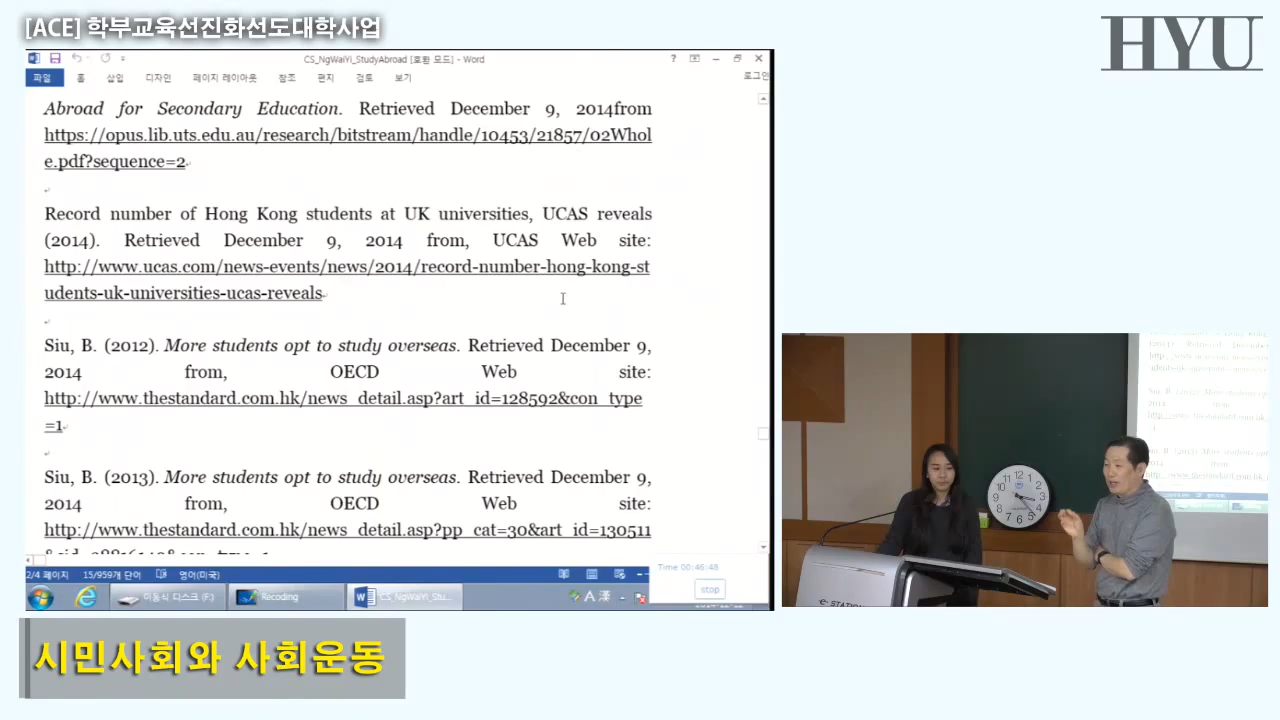 [ACE] 학부교육선진화선도대학사업
HYU
CS_NgWaiYi_StudyAbroad [호환 모드] - Word
파일 홈 삽입 디자인 페이지 레이아웃 참조 편지 검토 보기 로그인
Abroad for Secondary Education. Retrieved December 9, 2014from
https://opus.lib.uts.edu.au/research/bitstream/handle/10453/21857/02Whol
e.pdf?sequence=2
Record number of Hong Kong students at UK universities, UCAS reveals
(2014). Retrieved December 9, 2014 from, UCAS Web site:
http://www.ucas.com/news-events/news/2014/record-number-hong-kong-st
udents-uk-universities-ucas-reveals
Siu, B. (2012). More students opt to study overseas. Retrieved December 9,
2014 from, OECD Web site:
http://www.thestandard.com.hk/news_detail.asp?art_id=128592&con_type
=1
Siu, B. (2013). More students opt to study overseas. Retrieved December 9,
2014 from, OECD Web site:
http://www.thestandard.com.hk/news_detail.asp?pp_cat=30&art_id=130511
2/4 페이지 15/959개 단어 영어(미국)
Time 00:46:48
stop
이동식 디스크 (F:) Recoding CS_NgWaiYi_Stu... A 漢
e-STATION
시민사회와 사회운동